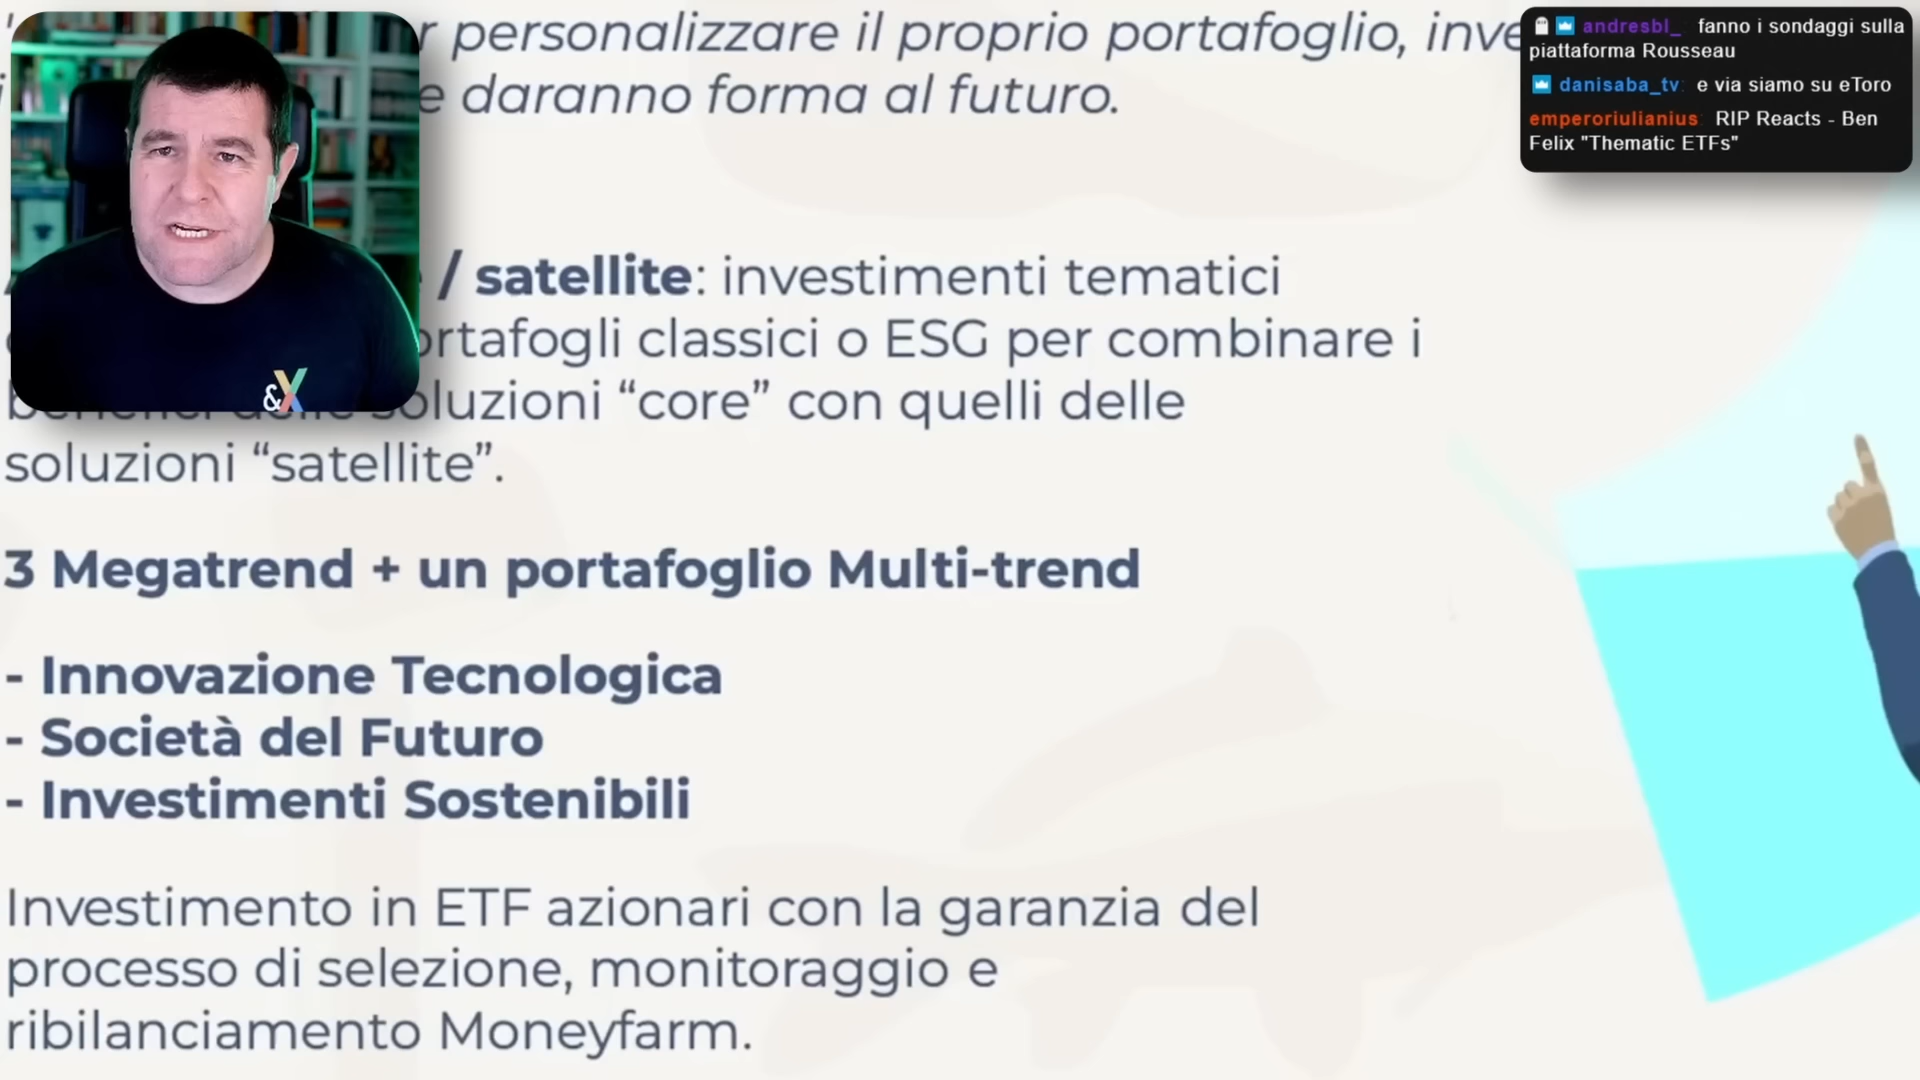 r personalizzare il proprio portafoglio, inve
e daranno forma al futuro.
/ satellite: investimenti tematici
ortafogli classici o ESG per combinare i
soluzioni “core” con quelli delle
soluzioni “satellite”.
3 Megatrend + un portafoglio Multi-trend
- Innovazione Tecnologica
- Società del Futuro
- Investimenti Sostenibili
Investimento in ETF azionari con la garanzia del
processo di selezione, monitoraggio e
ribilanciamento Moneyfarm.
andresbl_: fanno i sondaggi sulla
piattaforma Rousseau
danisaba_tv: e via siamo su eToro
emperoriulianius: RIP Reacts - Ben
Felix "Thematic ETFs"
&X